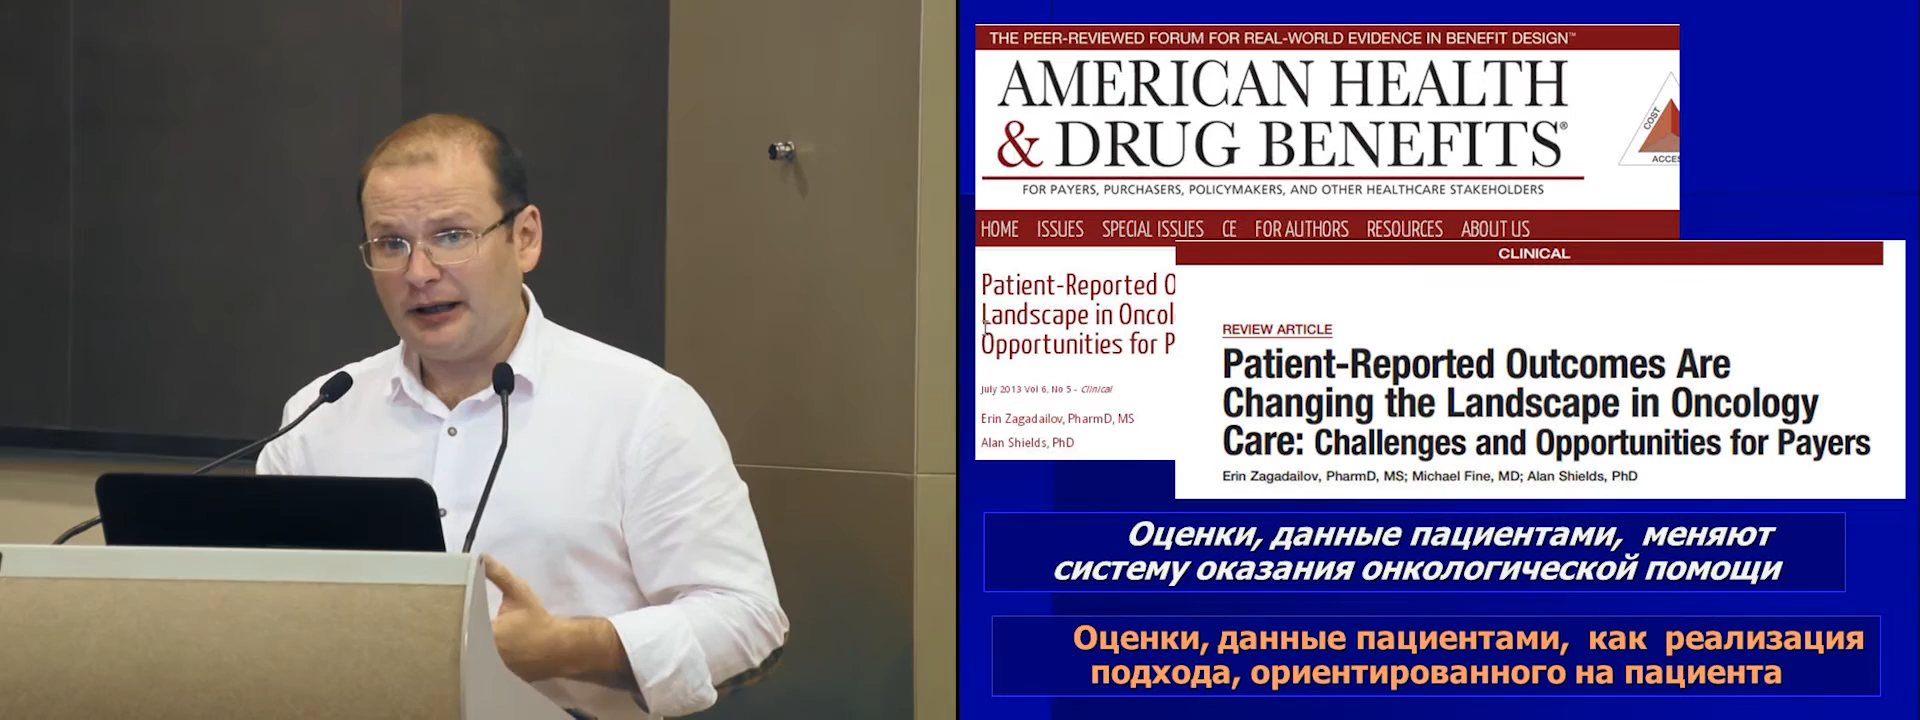 THE PEER-REVIEWED FORUM FOR REAL-WORLD EVIDENCE IN BENEFIT DESIGN™
AMERICAN HEALTH
& DRUG BENEFITS®
FOR PAYERS, PURCHASERS, POLICYMAKERS, AND OTHER HEALTHCARE STAKEHOLDERS
COST
ACCES
HOME ISSUES SPECIAL ISSUES CE FOR AUTHORS RESOURCES ABOUT US
Patient-Reported O
Landscape in Oncol
Opportunities for P
July 2013 Vol 6, No 5 - Clinical
Erin Zagadailov, PharmD, MS
Alan Shields, PhD
CLINICAL
REVIEW ARTICLE
Patient-Reported Outcomes Are
Changing the Landscape in Oncology
Care: Challenges and Opportunities for Payers
Erin Zagadailov, PharmD, MS; Michael Fine, MD; Alan Shields, PhD
Оценки, данные пациентами, меняют
систему оказания онкологической помощи
Оценки, данные пациентами, как реализация
подхода, ориентированного на пациента